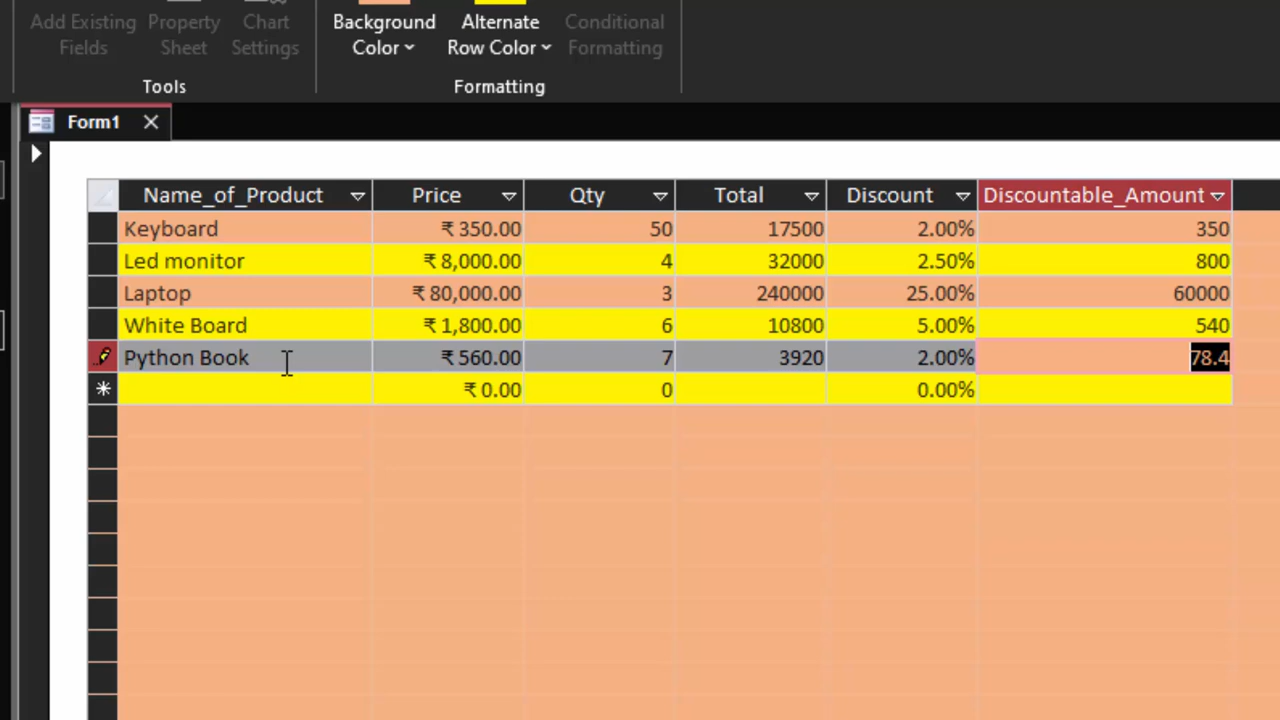 Add Existing Fields
Property Sheet
Chart Settings
Tools
Background Color
Alternate Row Color
Conditional Formatting
Formatting
Form1
Name_of_Product Price Qty Total Discount Discountable_Amount
Keyboard ₹ 350.00 50 17500 2.00% 350
Led monitor ₹ 8,000.00 4 32000 2.50% 800
Laptop ₹ 80,000.00 3 240000 25.00% 60000
White Board ₹ 1,800.00 6 10800 5.00% 540
Python Book ₹ 560.00 7 3920 2.00% 78.4
₹ 0.00 0 0.00%